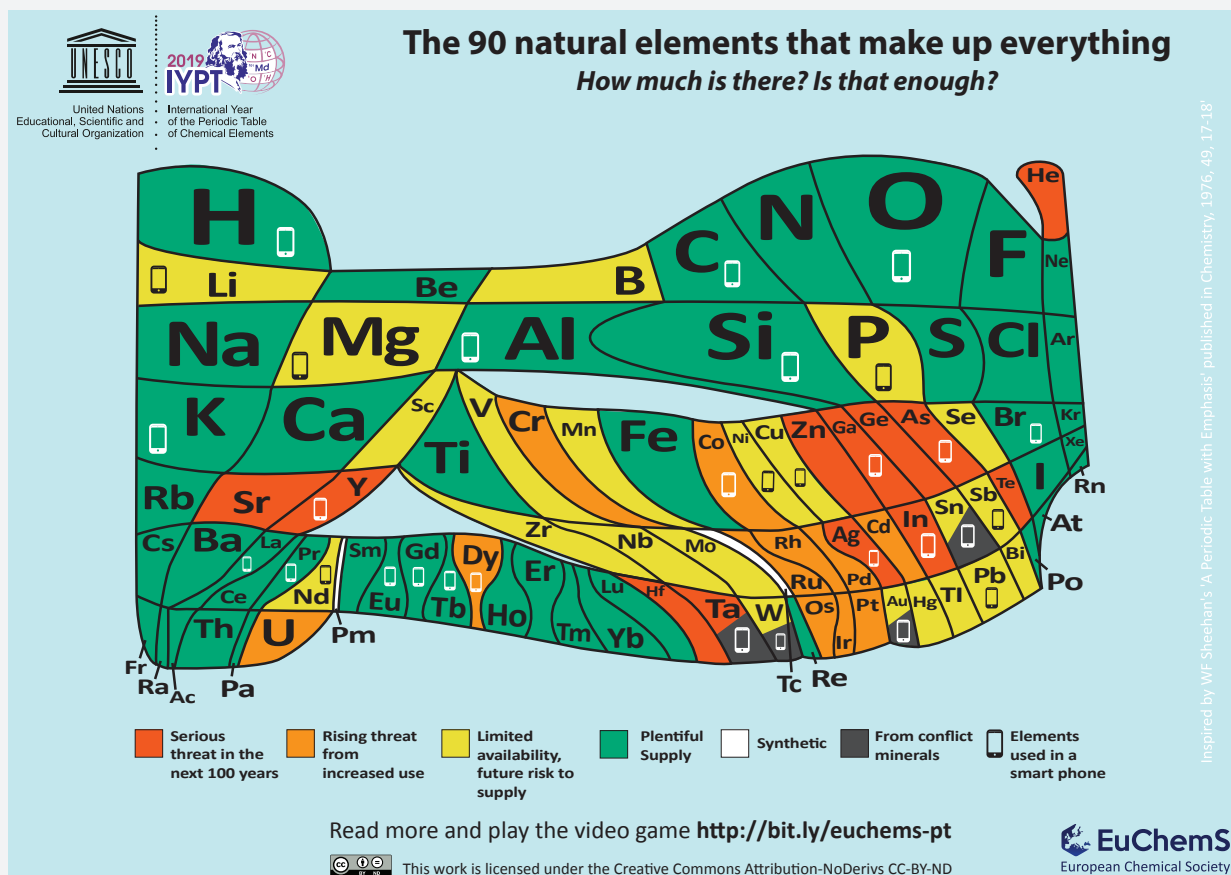 UNESCO
United Nations
Educational, Scientific and
Cultural Organization
2019
IYPT
N C
Md
O H
International Year
of the Periodic Table
of Chemical Elements
The 90 natural elements that make up everything
How much is there? Is that enough?
H
He
Li
Be
B
C
N
O
F
Ne
Na
Mg
Al
Si
P
S
Cl
Ar
K
Ca
Sc
Ti
V
Cr
Mn
Fe
Co
Ni
Cu
Zn
Ga
Ge
As
Se
Br
Kr
Rb
Sr
Y
Zr
Nb
Mo
Tc
Ru
Rh
Pd
Ag
Cd
In
Sn
Sb
Te
I
Xe
Cs
Ba
La
Ce
Pr
Nd
Pm
Sm
Eu
Gd
Tb
Dy
Ho
Er
Tm
Yb
Lu
Hf
Ta
W
Re
Os
Ir
Pt
Au
Hg
Tl
Pb
Bi
Po
At
Rn
Fr
Ra
Ac
Th
Pa
U
Serious
threat in the
next 100 years
Rising threat
from
increased use
Limited
availability,
future risk to
supply
Plentiful
Supply
Synthetic
From conflict
minerals
Elements
used in a
smart phone
Read more and play the video game http://bit.ly/euchems-pt
cc BY ND
This work is licensed under the Creative Commons Attribution-NoDerivs CC-BY-ND
EuChemS
European Chemical Society
Inspired by WF Sheehan's 'A Periodic Table with Emphasis' published in Chemistry, 1976, 49, 17-18'